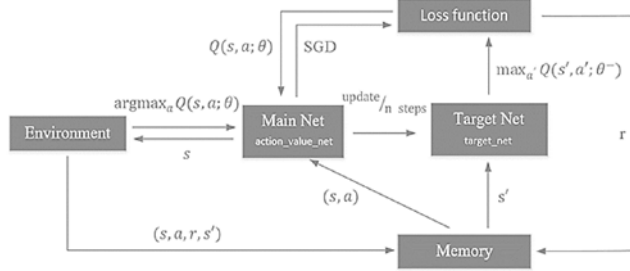 Loss function
Q(s, a; θ)
SGD
max_a' Q(s', a'; θ⁻)
argmax_a Q(s, a; θ)
update/n steps
Environment
Main Net
action_value_net
Target Net
target_net
r
s
(s, a)
s'
(s, a, r, s')
Memory